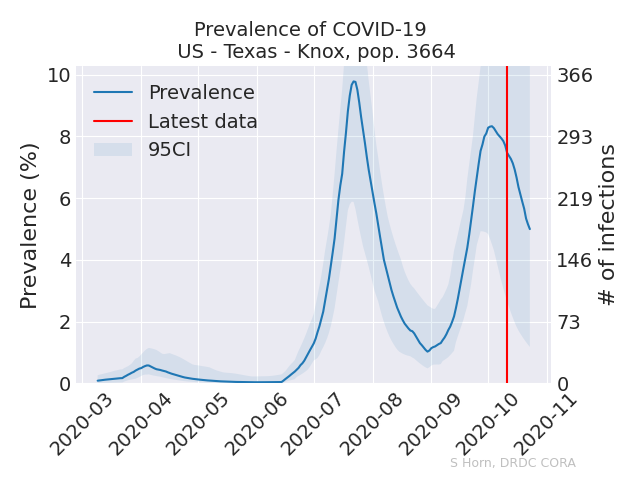 Prevalence of COVID-19
US - Texas - Knox, pop. 3664
Prevalence (%)
10
8
6
4
2
0
Prevalence
Latest data
95CI
366
293
219
146
73
0
# of infections
2020-03
2020-04
2020-05
2020-06
2020-07
2020-08
2020-09
2020-10
2020-11
S Horn, DRDC CORA